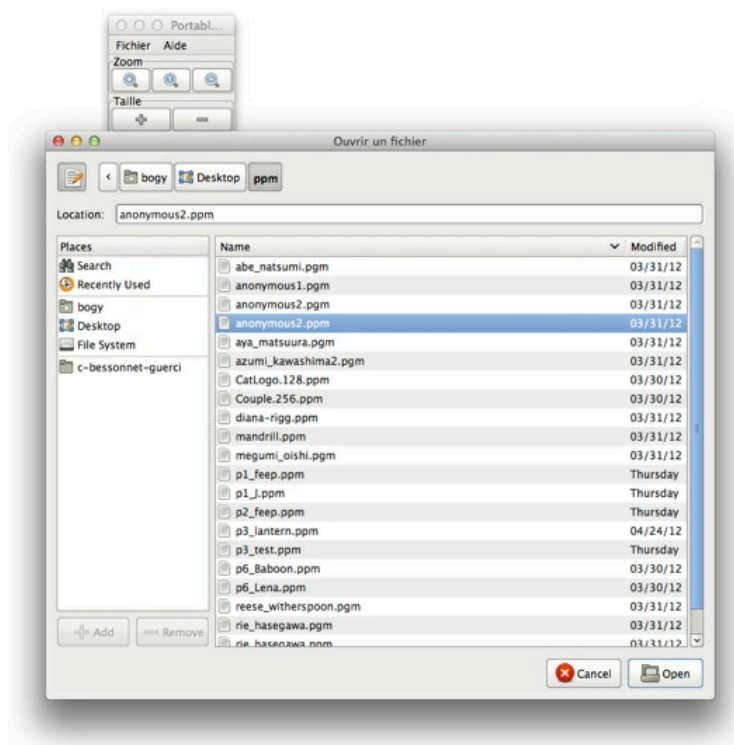 Portabl...
Fichier Aide
Zoom
Taille
Ouvrir un fichier
bogy Desktop ppm
Location: anonymous2.ppm
Places Name Modified
Search abe_natsumi.pgm 03/31/12
Recently Used anonymous1.pgm 03/31/12
bogy anonymous2.pgm 03/31/12
Desktop anonymous2.ppm 03/31/12
File System aya_matsuura.pgm 03/31/12
c-bessonnet-guerci azumi_kawashima2.pgm 03/31/12
CatLogo.128.ppm 03/30/12
Couple.256.ppm 03/30/12
diana-rigg.ppm 03/31/12
mandrill.ppm 03/31/12
megumi_oishi.pgm 03/31/12
p1_feep.ppm Thursday
p1_J.ppm Thursday
p2_feep.ppm Thursday
p3_lantern.ppm 04/24/12
p3_test.ppm Thursday
p6_Baboon.ppm 03/30/12
p6_Lena.ppm 03/30/12
reese_witherspoon.pgm 03/31/12
rie_hasegawa.pgm 03/31/12
rie_hasegawa.ppm 03/31/12
Add Remove
Cancel Open